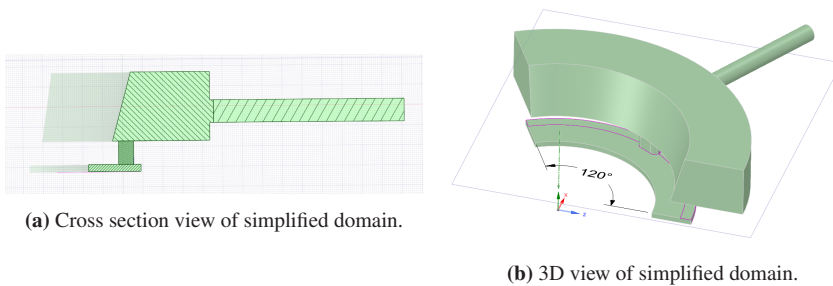 120°
x
z
(a) Cross section view of simplified domain.
(b) 3D view of simplified domain.